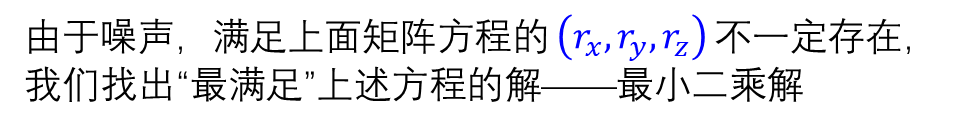 由于噪声，满足上面矩阵方程的 (rₓ,r_y,r_z) 不一定存在，
我们找出“最满足”上述方程的解——最小二乘解